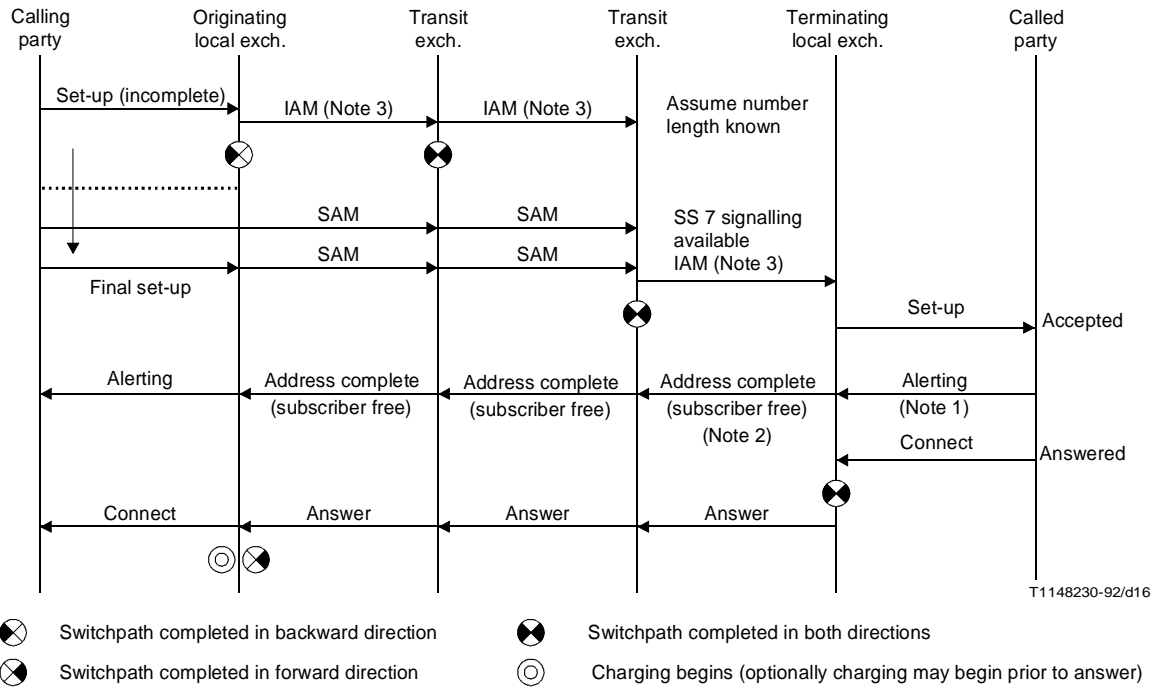 Calling
party
Originating
local exch.
Transit
exch.
Transit
exch.
Terminating
local exch.
Called
party
Set-up (incomplete)
IAM (Note 3)
IAM (Note 3)
Assume number
length known
SAM
SAM
SS 7 signalling
available
IAM (Note 3)
SAM
SAM
Final set-up
Set-up
Accepted
Alerting
Address complete
(subscriber free)
Address complete
(subscriber free)
Address complete
(subscriber free)
(Note 2)
Alerting
(Note 1)
Connect
Answered
Connect
Answer
Answer
Answer
T1148230-92/d16
Switchpath completed in backward direction
Switchpath completed in both directions
Switchpath completed in forward direction
Charging begins (optionally charging may begin prior to answer)